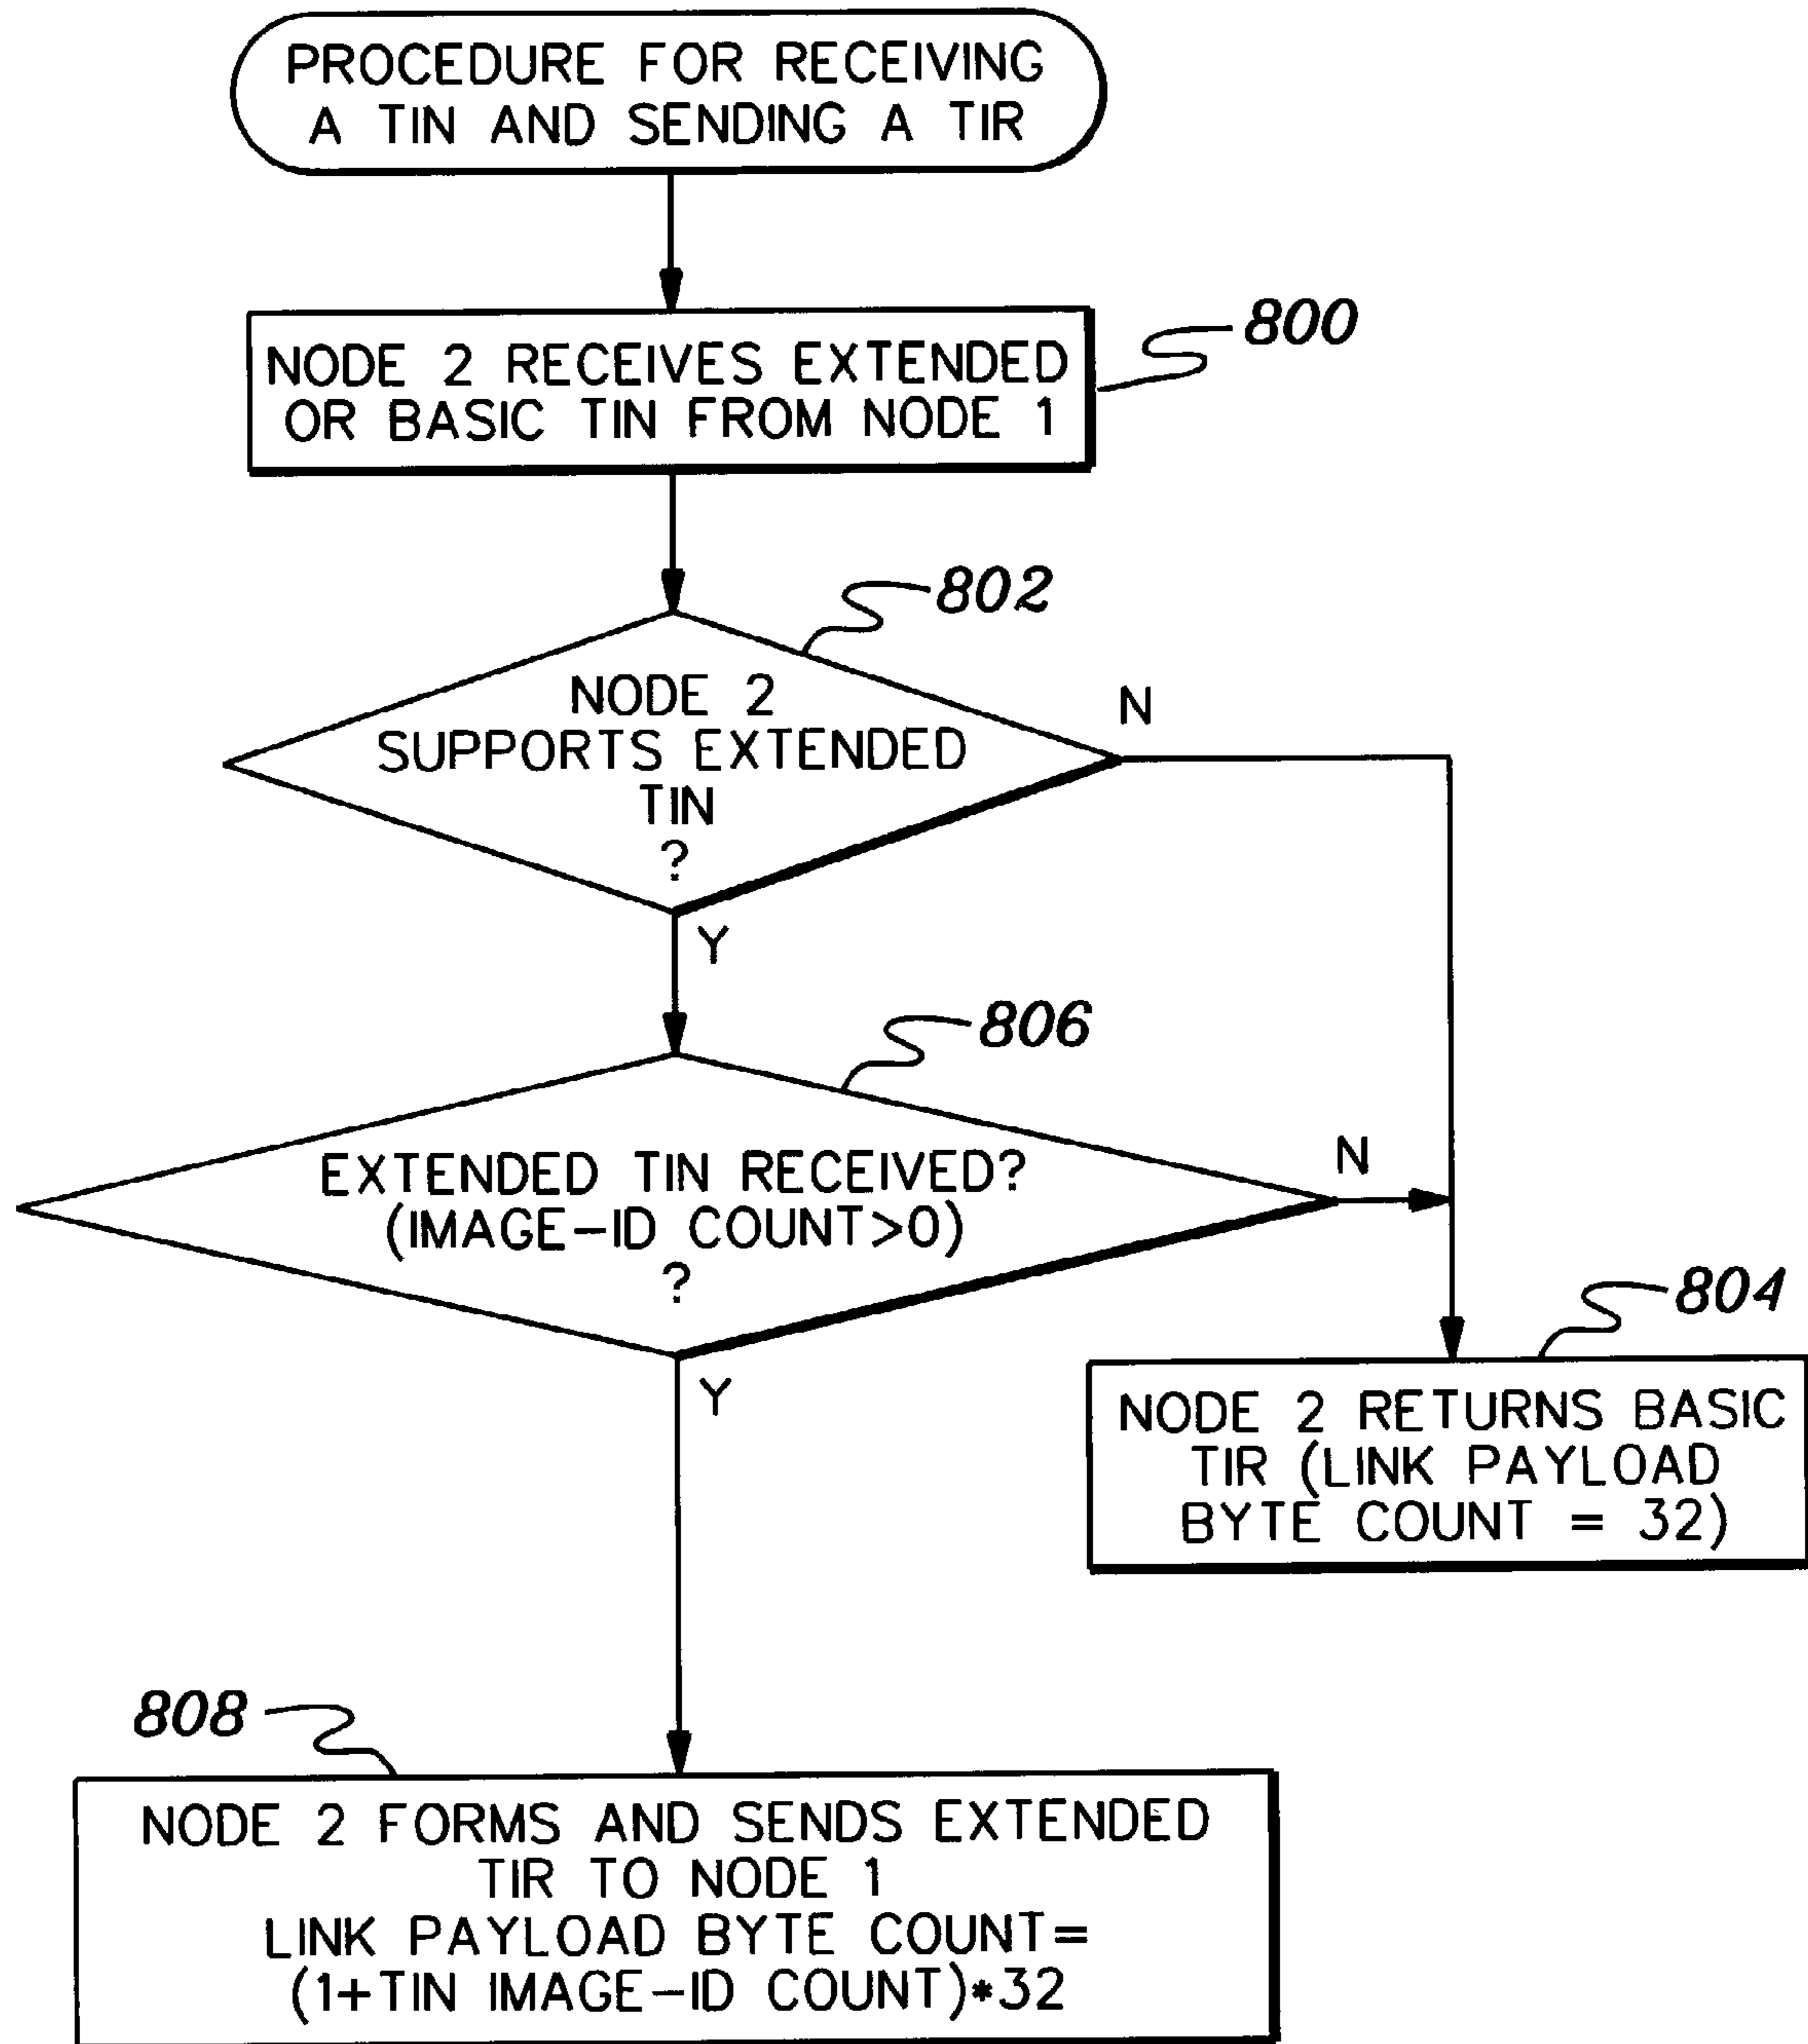 PROCEDURE FOR RECEIVING
A TIN AND SENDING A TIR
NODE 2 RECEIVES EXTENDED
OR BASIC TIN FROM NODE 1
800
802
NODE 2
SUPPORTS EXTENDED
TIN
?
N
Y
806
EXTENDED TIN RECEIVED?
(IMAGE-ID COUNT>0)
?
N
Y
804
NODE 2 RETURNS BASIC
TIR (LINK PAYLOAD
BYTE COUNT = 32)
808
NODE 2 FORMS AND SENDS EXTENDED
TIR TO NODE 1
LINK PAYLOAD BYTE COUNT=
(1+TIN IMAGE-ID COUNT)*32